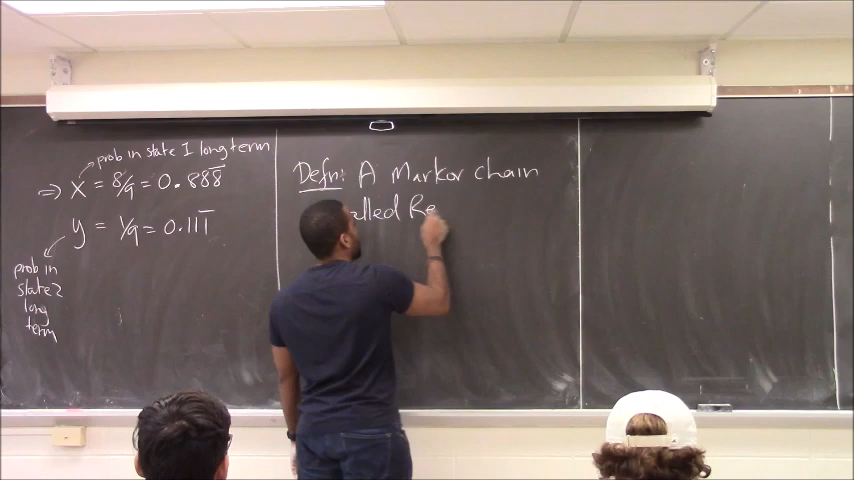 prob in state 1 long term
⇒ x = 8/9 = 0.888̅
y = 1/9 = 0.111̅
prob in
state 2
long
term
Defn: A Markov chain
alled Re